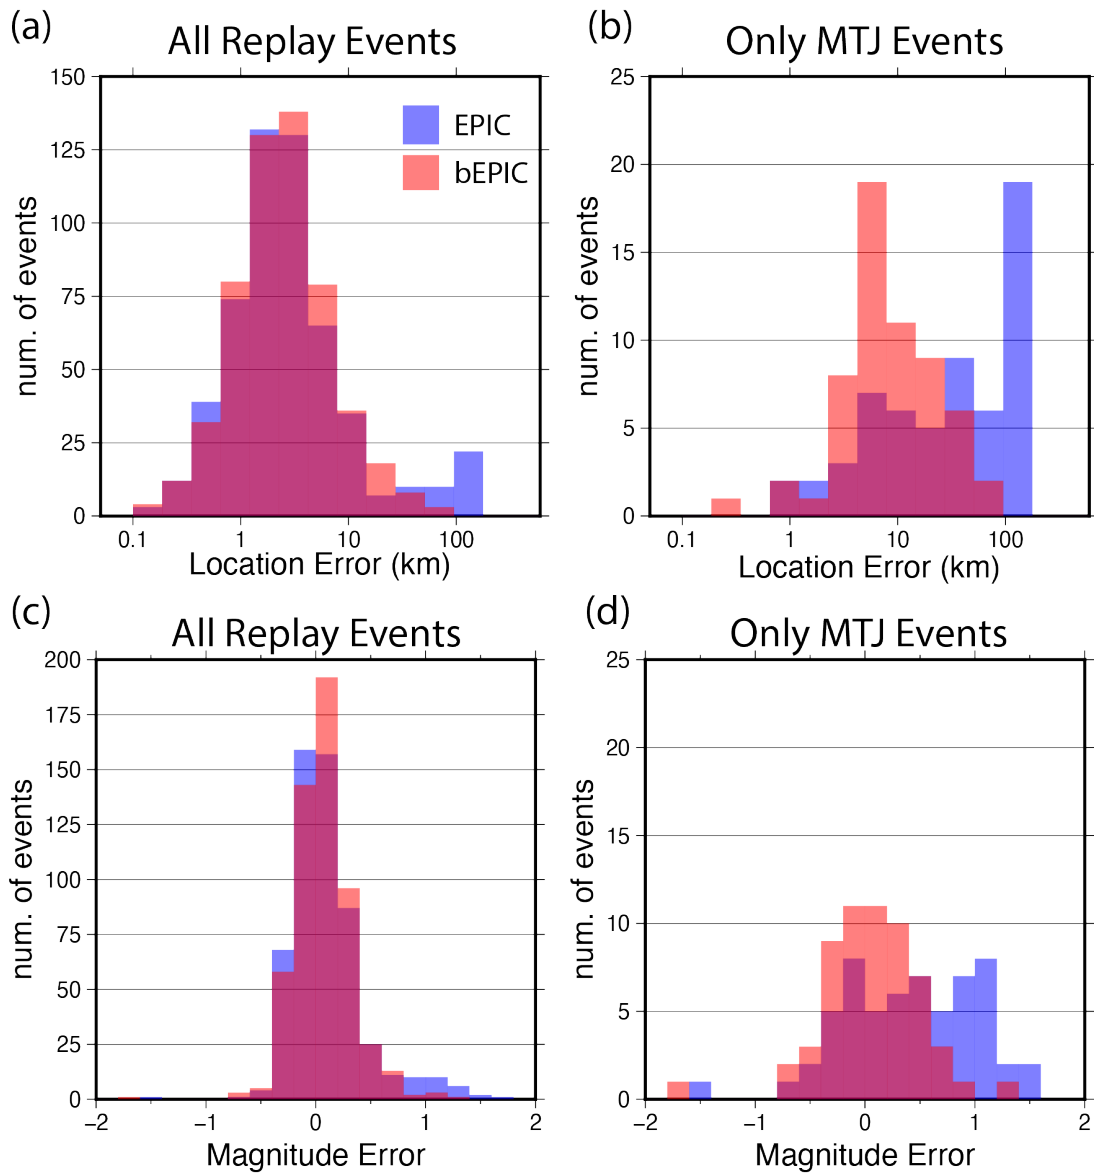 (a)
All Replay Events
150
125
100
75
50
25
0
num. of events
EPIC
bEPIC
0.1 1 10 100
Location Error (km)
(b)
Only MTJ Events
25
20
15
10
5
0
num. of events
0.1 1 10 100
Location Error (km)
(c)
All Replay Events
200
175
150
125
100
75
50
25
0
num. of events
−2 −1 0 1 2
Magnitude Error
(d)
Only MTJ Events
25
20
15
10
5
0
num. of events
−2 −1 0 1 2
Magnitude Error